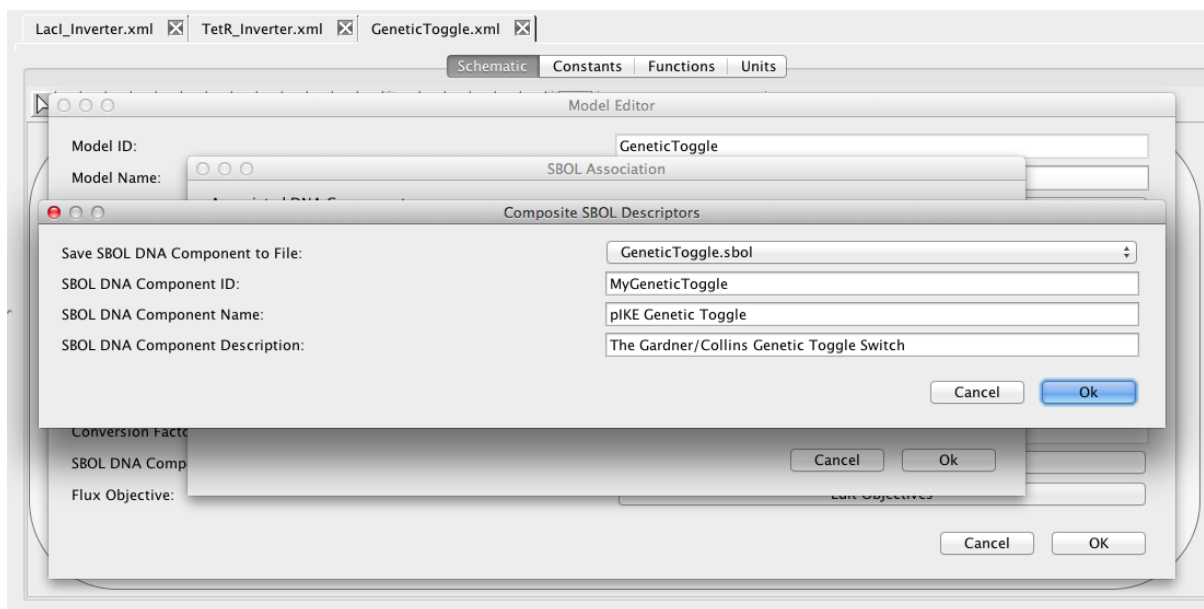 LacI_Inverter.xml TetR_Inverter.xml GeneticToggle.xml
Schematic Constants Functions Units
Model Editor
Model ID: GeneticToggle
SBOL Association
Model Name:
Composite SBOL Descriptors
Save SBOL DNA Component to File: GeneticToggle.sbol
SBOL DNA Component ID: MyGeneticToggle
SBOL DNA Component Name: pIKE Genetic Toggle
SBOL DNA Component Description: The Gardner/Collins Genetic Toggle Switch
Cancel Ok
Conversion
SBOL DNA Cancel Ok
Flux Objective: Edit Objectives
Cancel OK